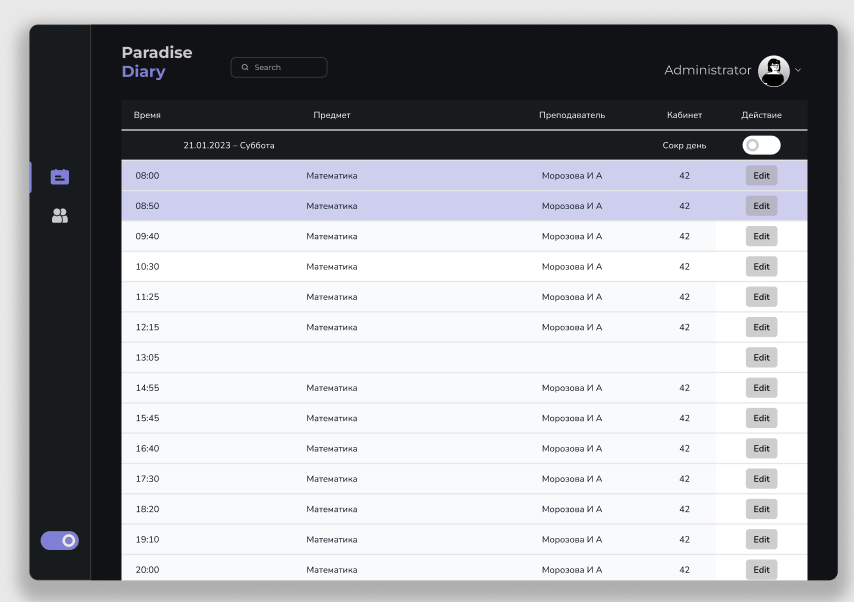 Paradise
Diary
Search
Administrator
Время Предмет Преподаватель Кабинет Действие
21.01.2023 – Суббота Сокр день
08:00 Математика Морозова И А 42 Edit
08:50 Математика Морозова И А 42 Edit
09:40 Математика Морозова И А 42 Edit
10:30 Математика Морозова И А 42 Edit
11:25 Математика Морозова И А 42 Edit
12:15 Математика Морозова И А 42 Edit
13:05 Edit
14:55 Математика Морозова И А 42 Edit
15:45 Математика Морозова И А 42 Edit
16:40 Математика Морозова И А 42 Edit
17:30 Математика Морозова И А 42 Edit
18:20 Математика Морозова И А 42 Edit
19:10 Математика Морозова И А 42 Edit
20:00 Математика Морозова И А 42 Edit